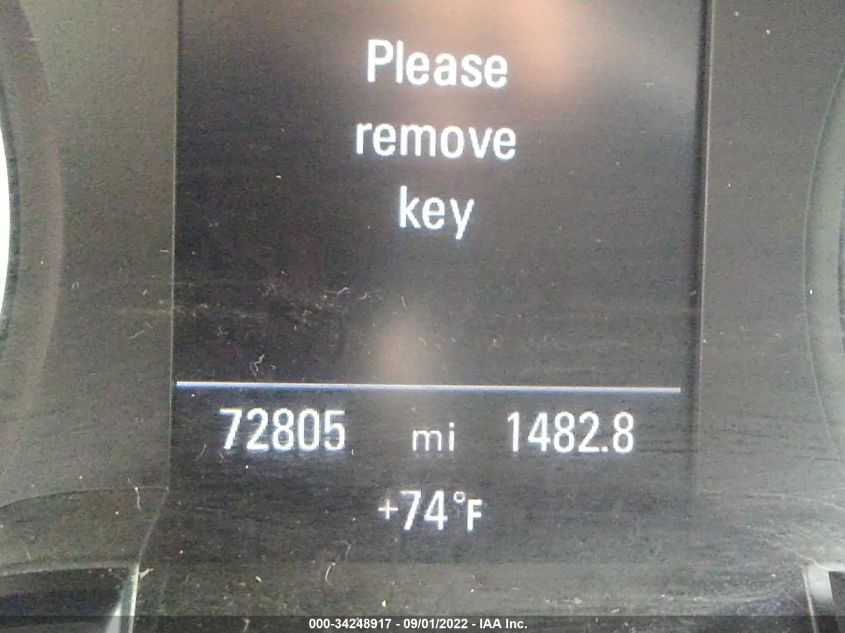 Please
remove
key
72805 mi 1482.8
+74°F
000-34248917 - 09/01/2022 - IAA Inc.